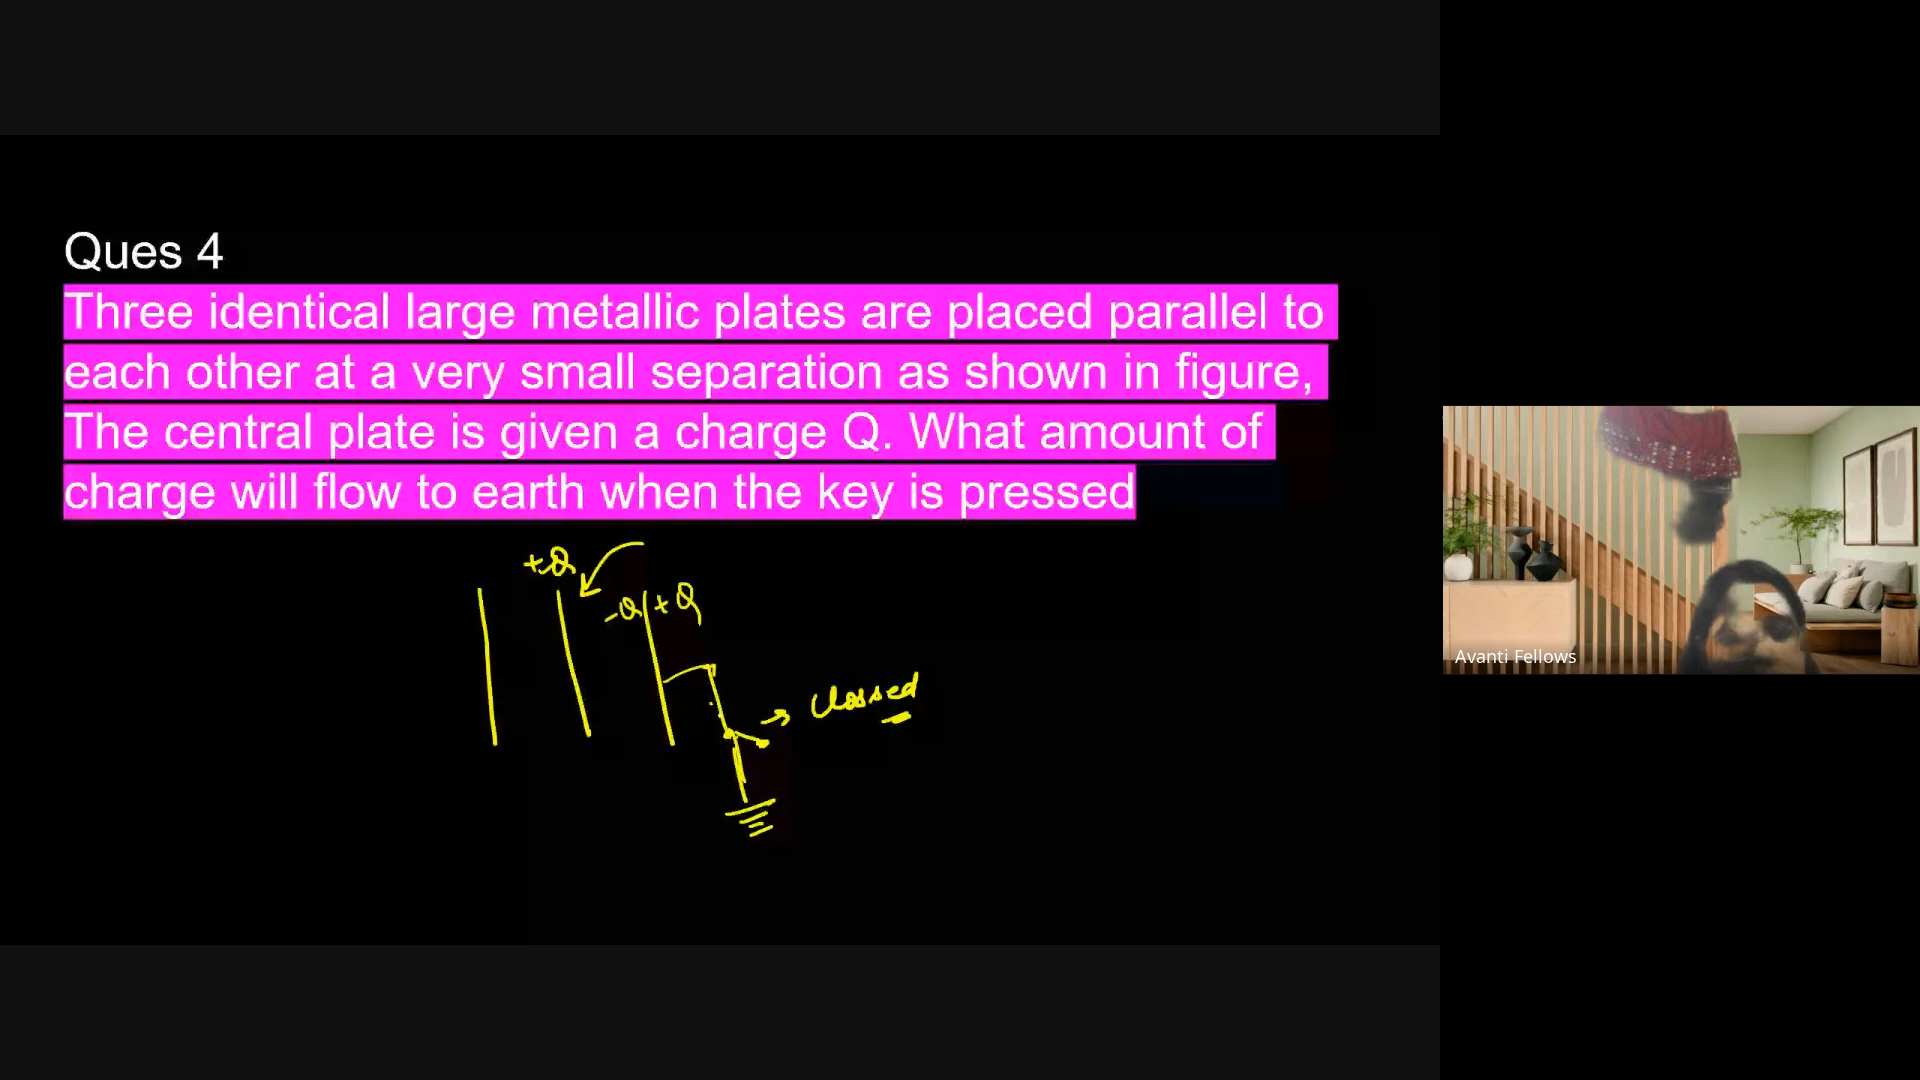 Ques 4
Three identical large metallic plates are placed parallel to
each other at a very small separation as shown in figure,
The central plate is given a charge Q. What amount of
charge will flow to earth when the key is pressed
+Q
-Q +Q
Clossed
Avanti Fellows